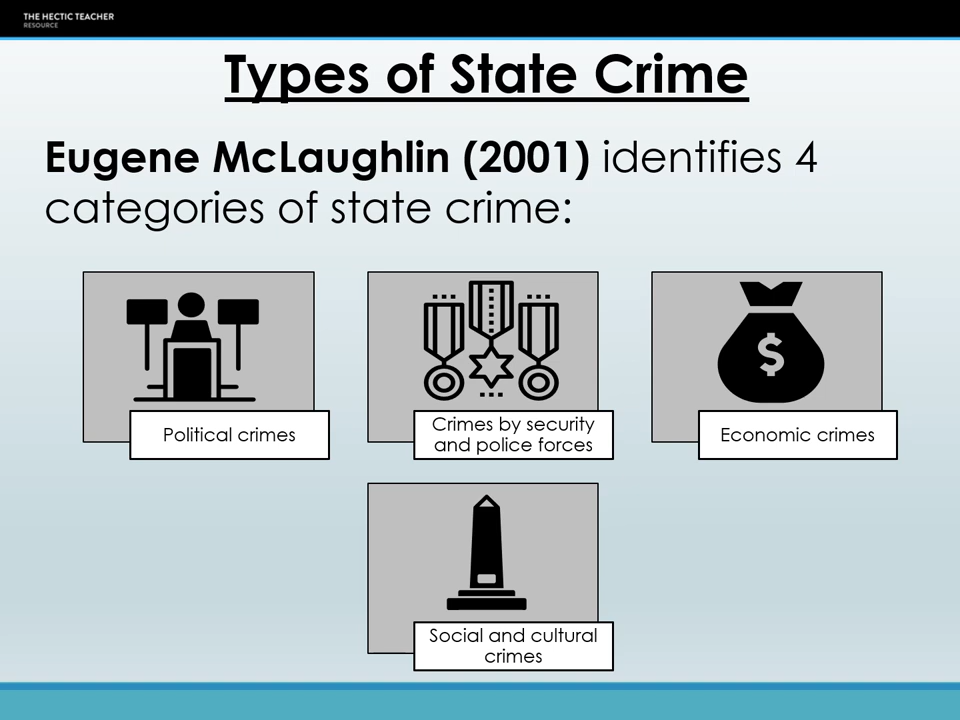 THE HECTIC TEACHER
RESOURCE
Types of State Crime
Eugene McLaughlin (2001) identifies 4
categories of state crime:
Political crimes
Crimes by security
and police forces
$
Economic crimes
Social and cultural
crimes